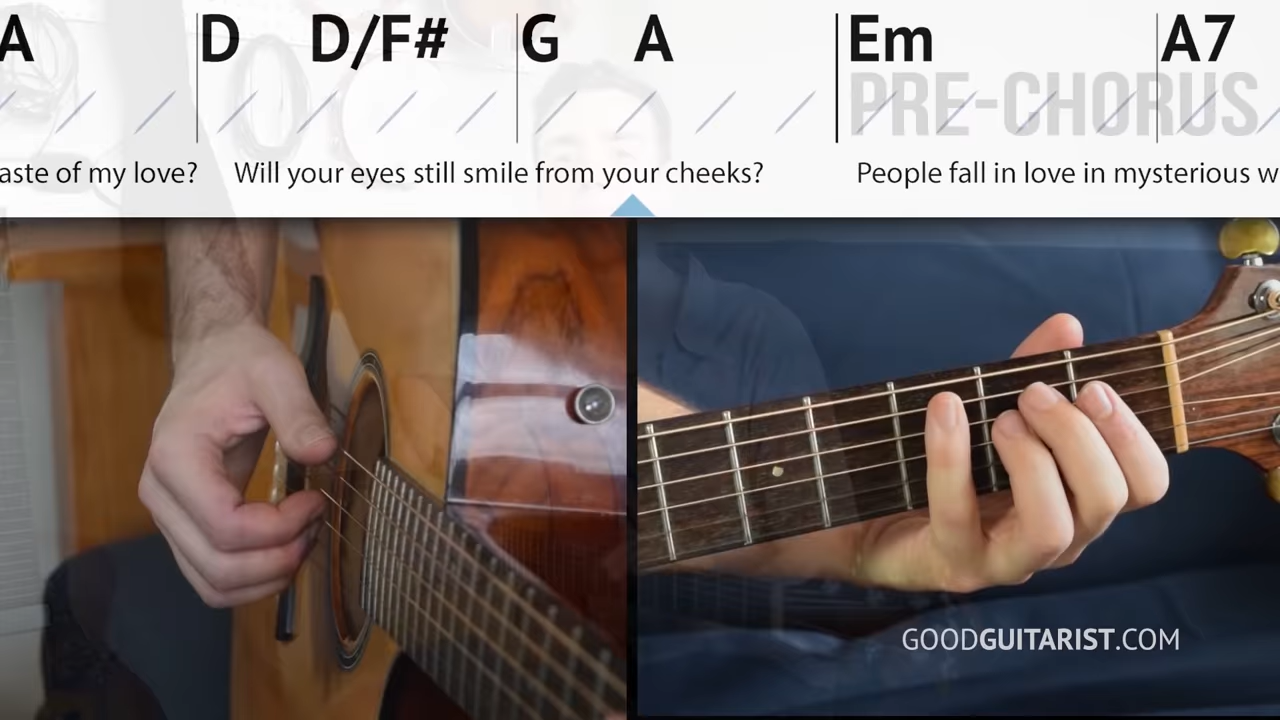 A D D/F# G A Em A7
PRE-CHORUS
aste of my love? Will your eyes still smile from your cheeks? People fall in love in mysterious w
GOODGUITARIST.COM